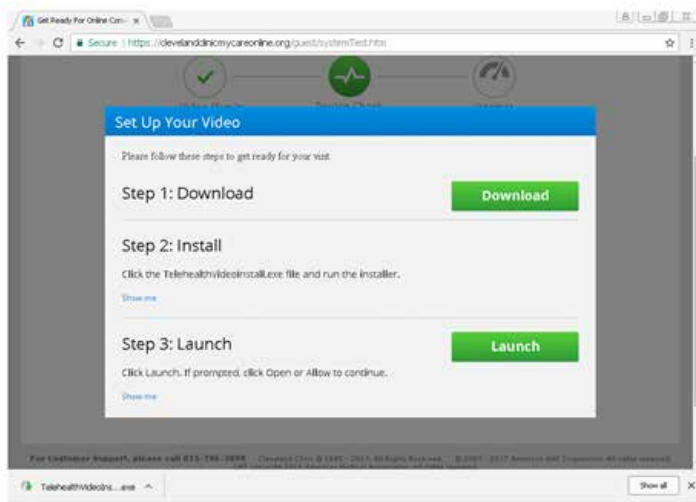 Get Ready For Online Con
Secure https://clevelandclinicmycareonline.org/guest/systemTest.htm
Device Check
Set Up Your Video
Please follow these steps to get ready for your visit
Step 1: Download
Download
Step 2: Install
Click the TelehealthVideoInstall.exe file and run the installer.
Show me
Step 3: Launch
Launch
Click Launch. If prompted, click Open or Allow to continue.
Show me
For Customer Support, please call
TelehealthVideoIns....exe
Show all